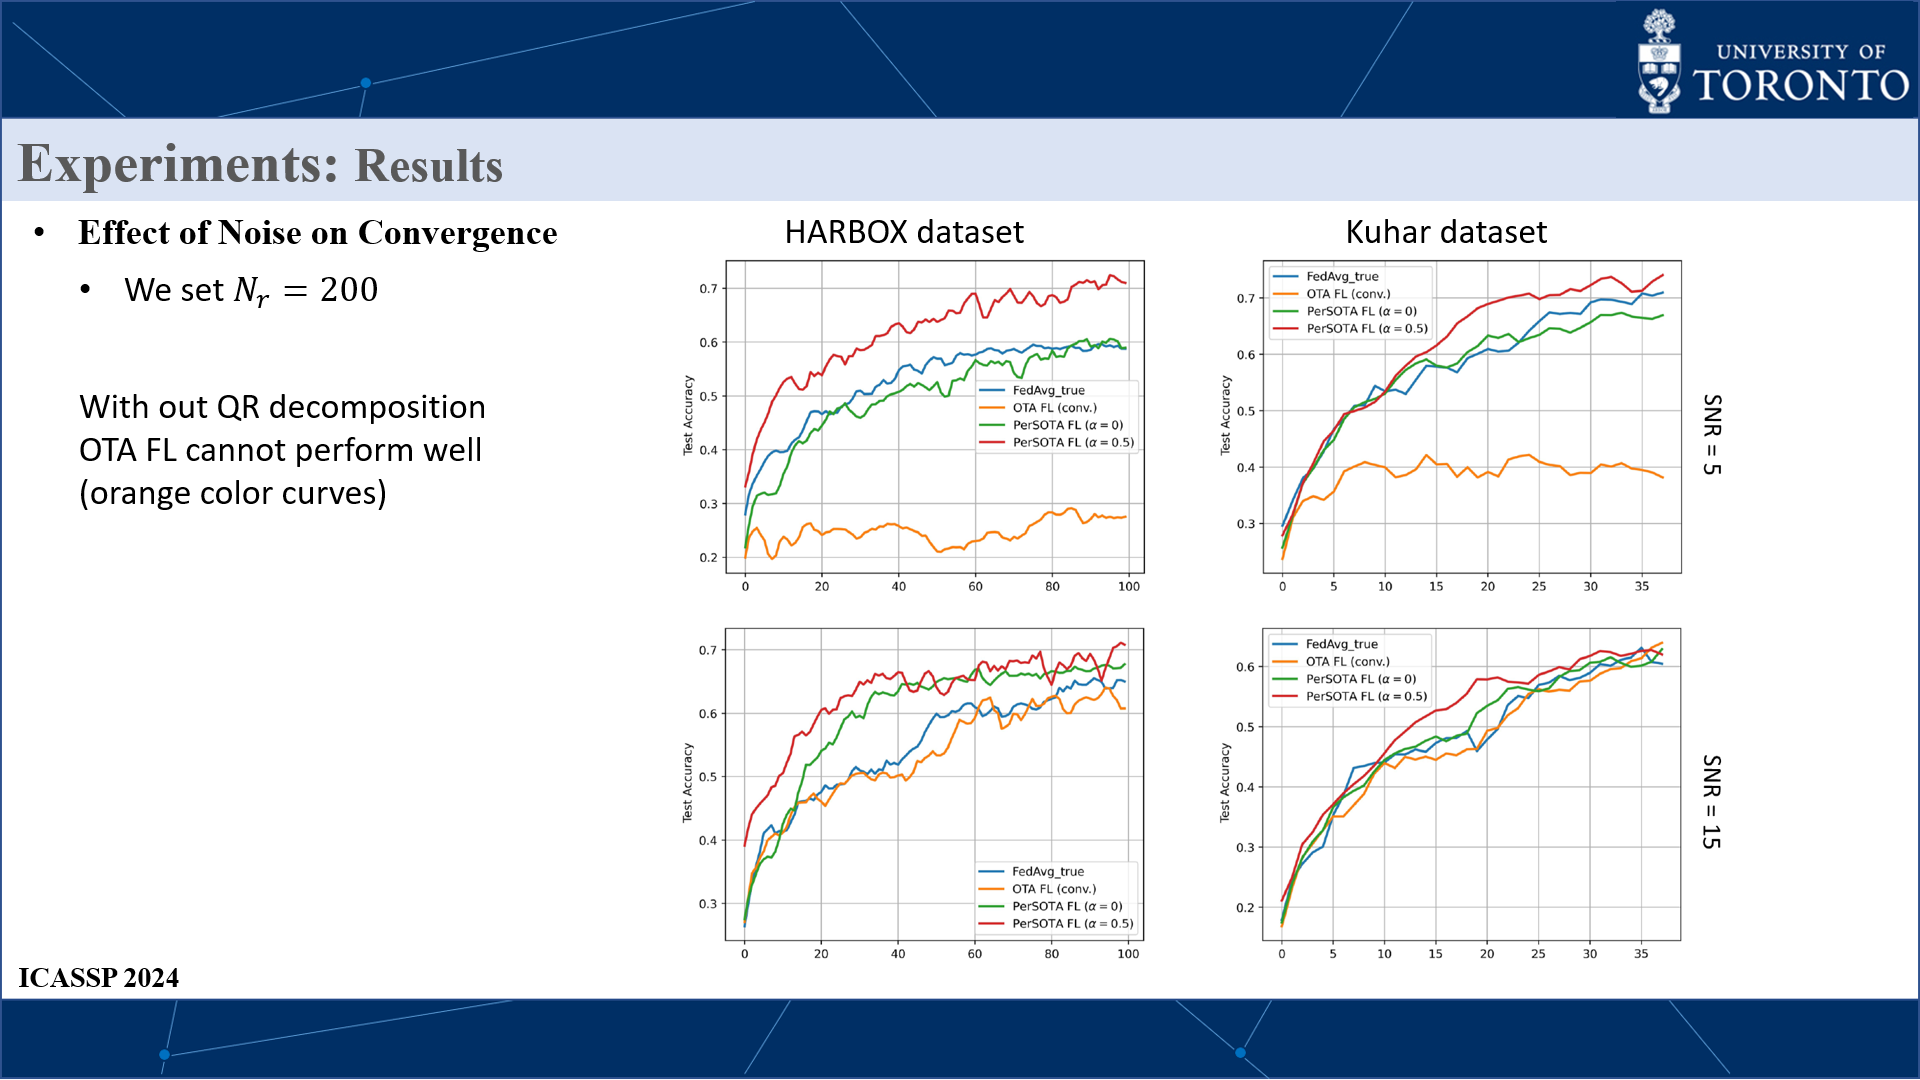 UNIVERSITY OF
TORONTO
Experiments: Results
• Effect of Noise on Convergence
• We set N_r = 200
With out QR decomposition
OTA FL cannot perform well
(orange color curves)
HARBOX dataset
Test Accuracy
0.7
0.6
0.5
0.4
0.3
0.2
0 20 40 60 80 100
FedAvg_true
OTA FL (conv.)
PerSOTA FL (α = 0)
PerSOTA FL (α = 0.5)
Kuhar dataset
Test Accuracy
0.7
0.6
0.5
0.4
0.3
0 5 10 15 20 25 30 35
FedAvg_true
OTA FL (conv.)
PerSOTA FL (α = 0)
PerSOTA FL (α = 0.5)
SNR = 5
Test Accuracy
0.7
0.6
0.5
0.4
0.3
0 20 40 60 80 100
FedAvg_true
OTA FL (conv.)
PerSOTA FL (α = 0)
PerSOTA FL (α = 0.5)
Test Accuracy
0.6
0.5
0.4
0.3
0.2
0 5 10 15 20 25 30 35
FedAvg_true
OTA FL (conv.)
PerSOTA FL (α = 0)
PerSOTA FL (α = 0.5)
SNR = 15
ICASSP 2024